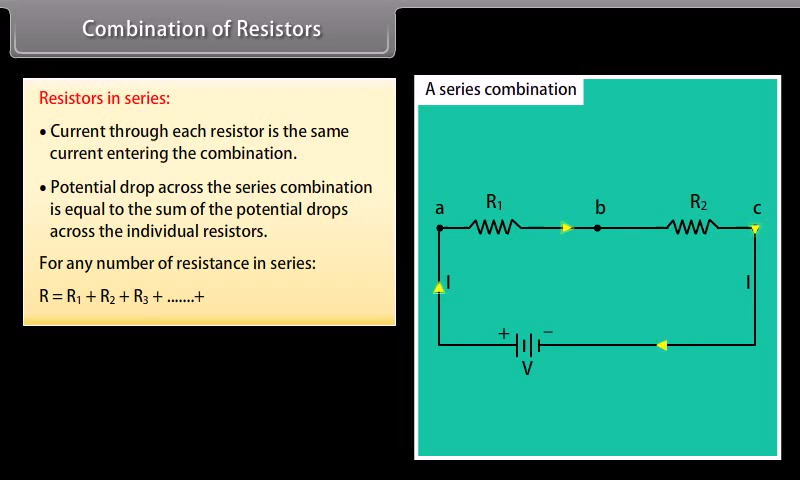 Combination of Resistors
Resistors in series:
• Current through each resistor is the same
current entering the combination.
• Potential drop across the series combination
is equal to the sum of the potential drops
across the individual resistors.
For any number of resistance in series:
R = R₁ + R₂ + R₃ + .......+
A series combination
a R₁ b R₂ c
I I
+ −
V